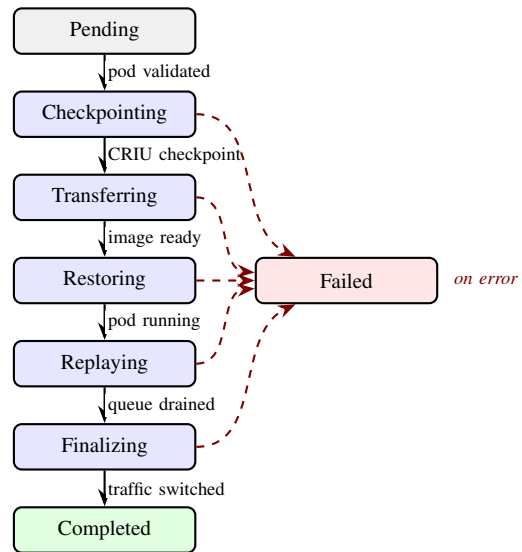 Pending
pod validated
Checkpointing
CRIU checkpoint
Transferring
image ready
Restoring
Failed
on error
pod running
Replaying
queue drained
Finalizing
traffic switched
Completed